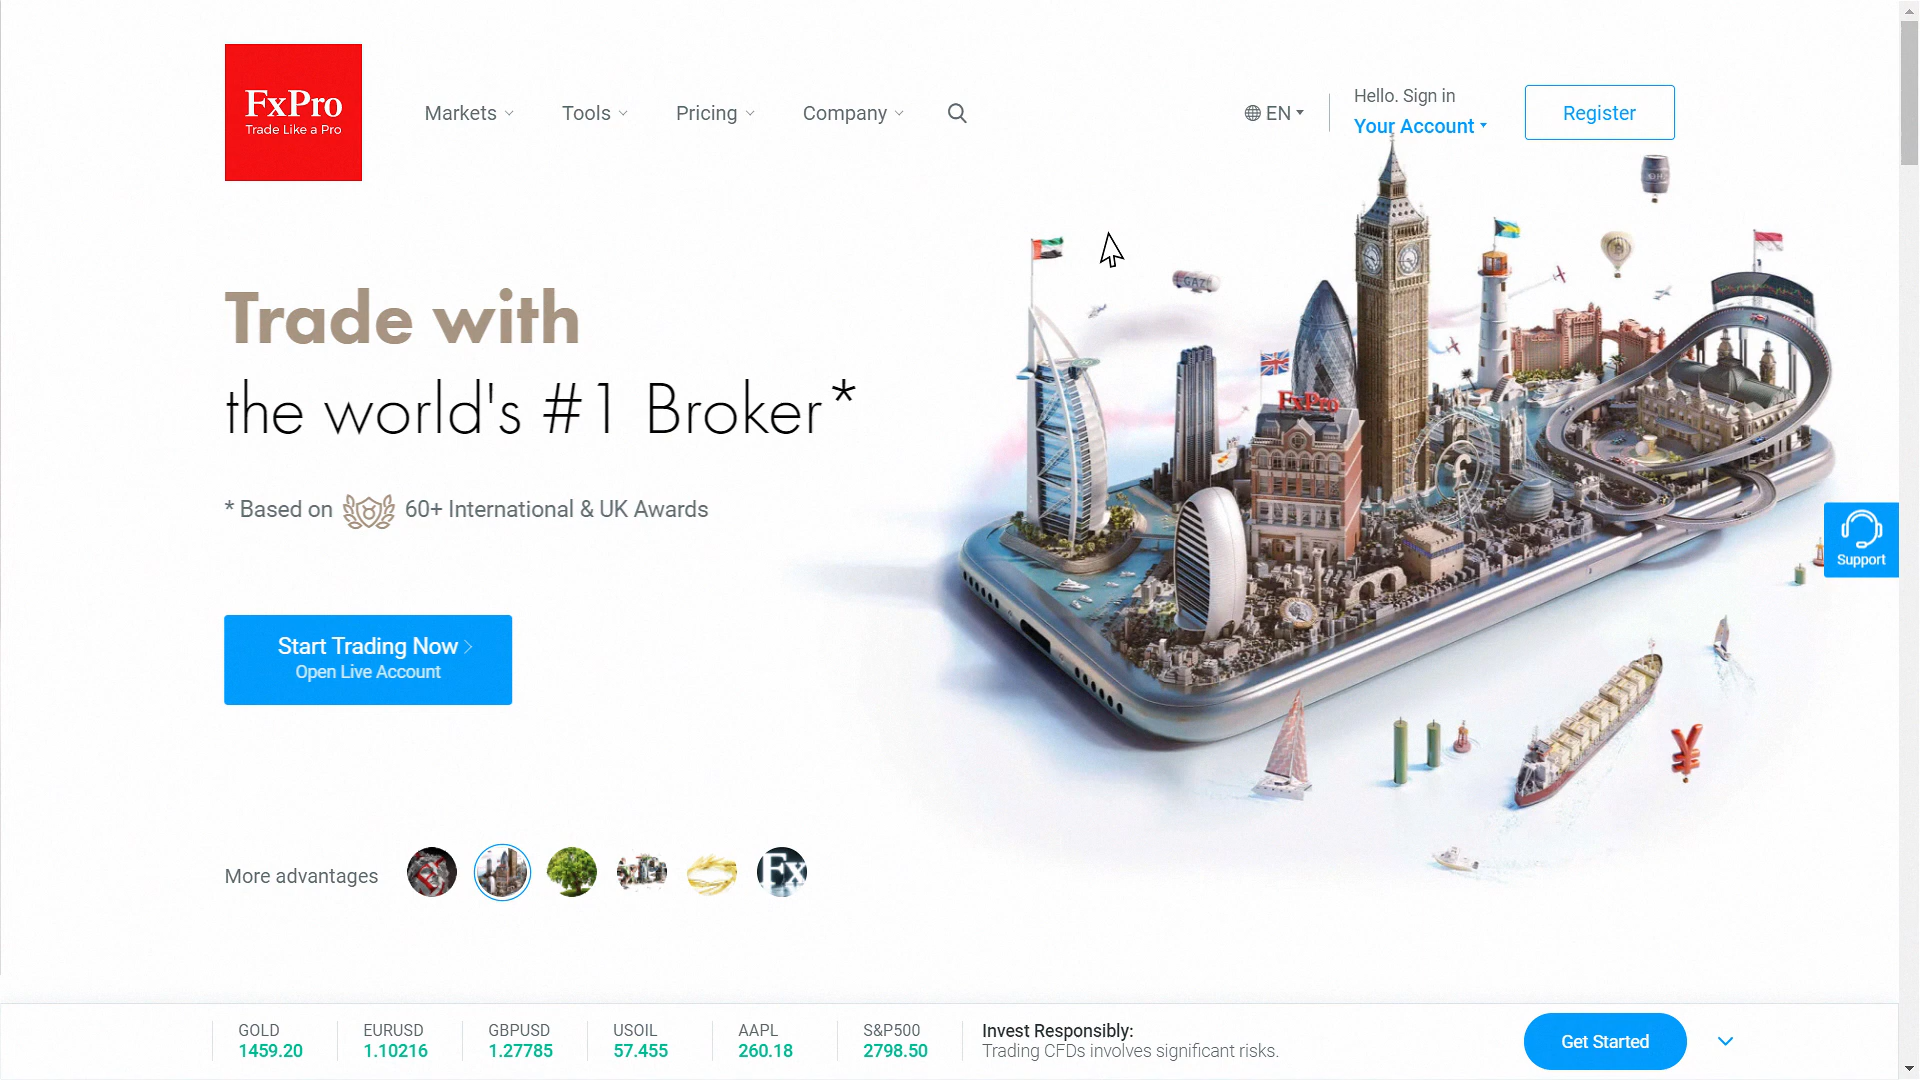 FxPro
Trade Like a Pro
Markets
Tools
Pricing
Company
EN
Hello. Sign in
Your Account
Register
Trade with
the world's #1 Broker*
* Based on 60+ International & UK Awards
Start Trading Now
Open Live Account
GAZ
FxPro
Support
More advantages
Fx
GOLD
1459.20
EURUSD
1.10216
GBPUSD
1.27785
USOIL
57.455
AAPL
260.18
S&P500
2798.50
Invest Responsibly:
Trading CFDs involves significant risks.
Get Started